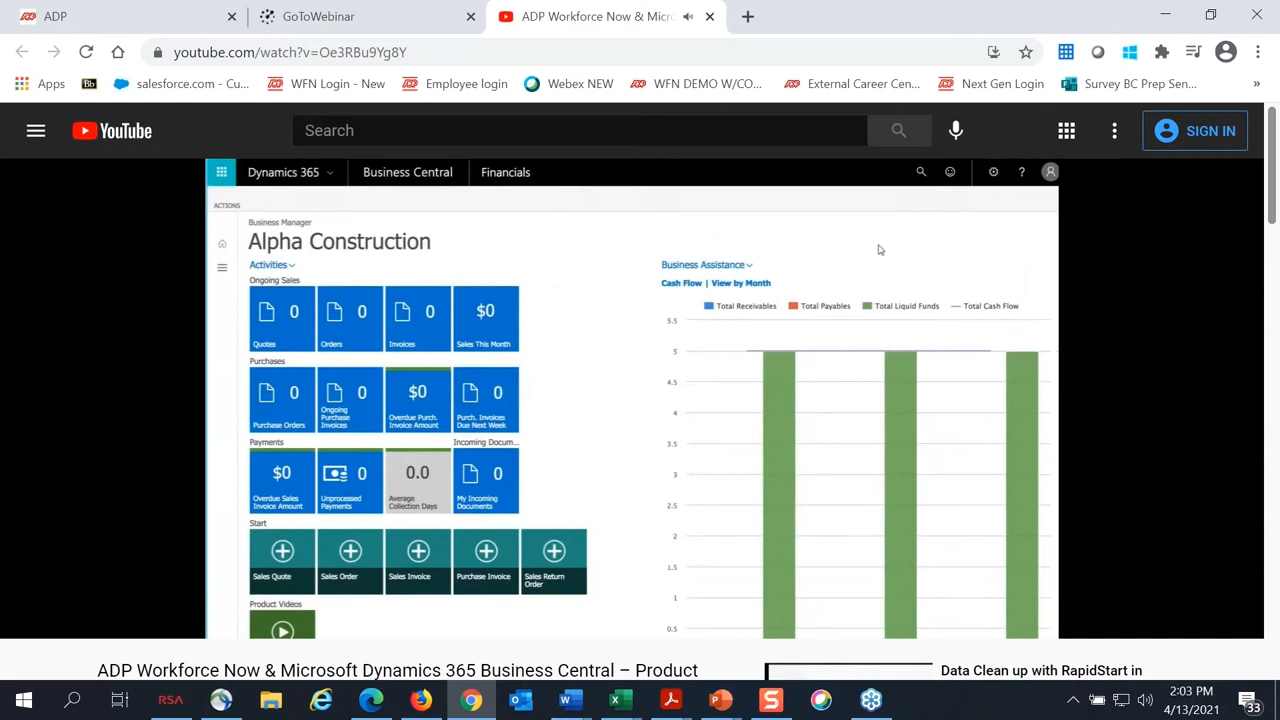 ADP
GoToWebinar
ADP Workforce Now & Micro
youtube.com/watch?v=Oe3RBu9Yg8Y
Apps
Bb
salesforce.com - Cu...
WFN Login - New
Employee login
Webex NEW
WFN DEMO W/CO...
External Career Cen...
Next Gen Login
Survey BC Prep Sen...
»
YouTube
Search
SIGN IN
Dynamics 365
Business Central
Financials
?
ACTIONS
Business Manager
Alpha Construction
Activities
Ongoing Sales
0
Quotes
0
Orders
0
Invoices
$0
Sales This Month
Purchases
0
Purchase Orders
0
Ongoing
Purchase
Invoices
$0
Overdue Purch.
Invoice Amount
0
Purch. Invoices
Due Next Week
Payments
Incoming Docum...
$0
Overdue Sales
Invoice Amount
0
Unprocessed
Payments
0.0
Average
Collection Days
0
My Incoming
Documents
Start
Sales Quote
Sales Order
Sales Invoice
Purchase Invoice
Sales Return
Order
Product Videos
Business Assistance
Cash Flow | View by Month
Total Receivables
Total Payables
Total Liquid Funds
Total Cash Flow
5.5
5
4.5
4
3.5
3
2.5
2
1.5
1
0.5
ADP Workforce Now & Microsoft Dynamics 365 Business Central – Product
Data Clean up with RapidStart in
RSA
2:03 PM
4/13/2021
33